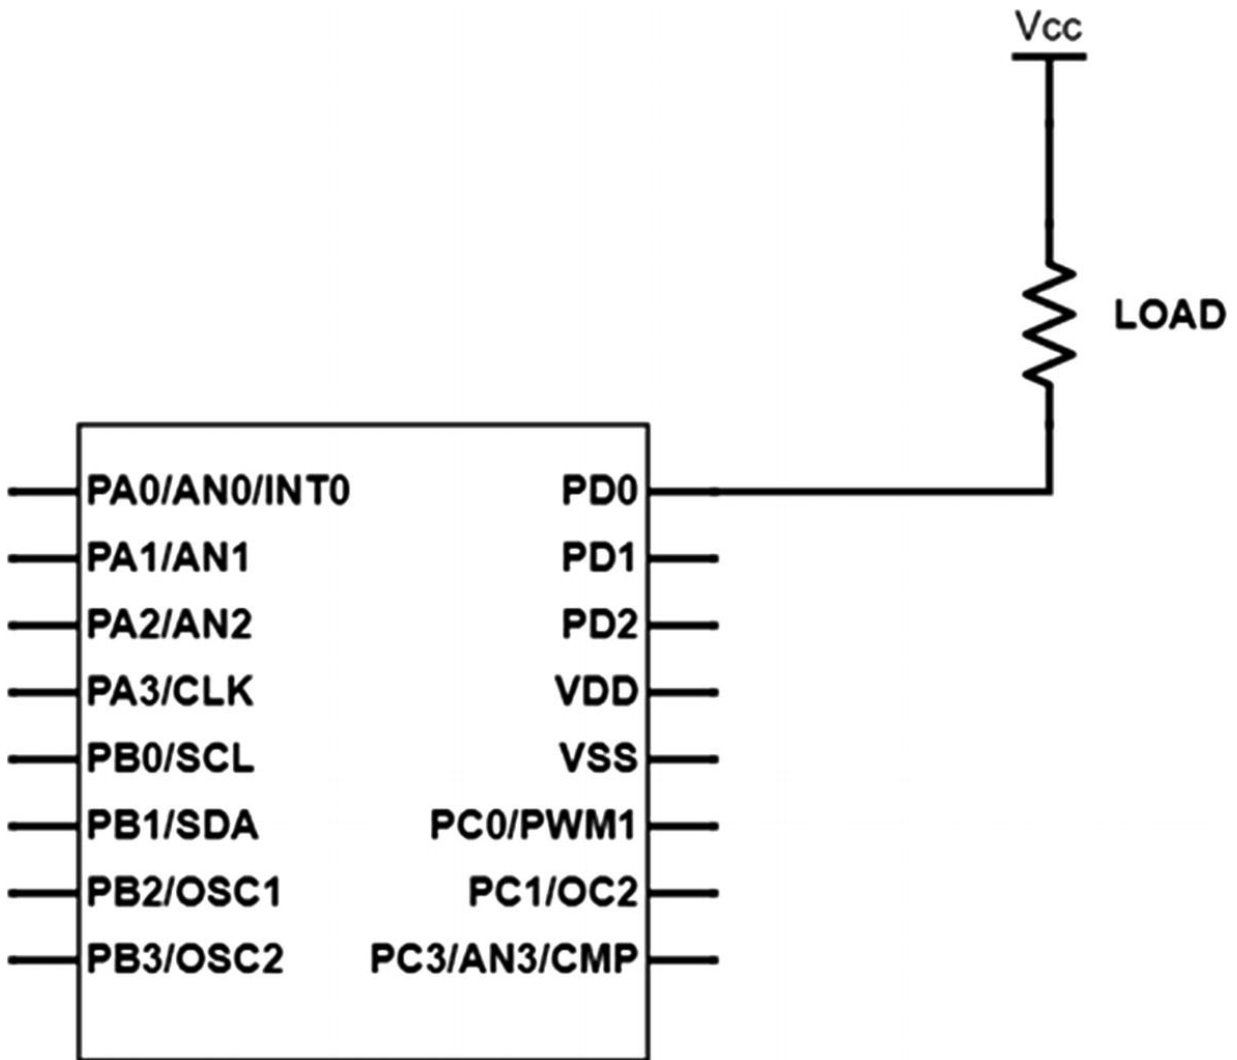 Vcc
LOAD
PA0/AN0/INT0
PA1/AN1
PA2/AN2
PA3/CLK
PB0/SCL
PB1/SDA
PB2/OSC1
PB3/OSC2
PD0
PD1
PD2
VDD
VSS
PC0/PWM1
PC1/OC2
PC3/AN3/CMP